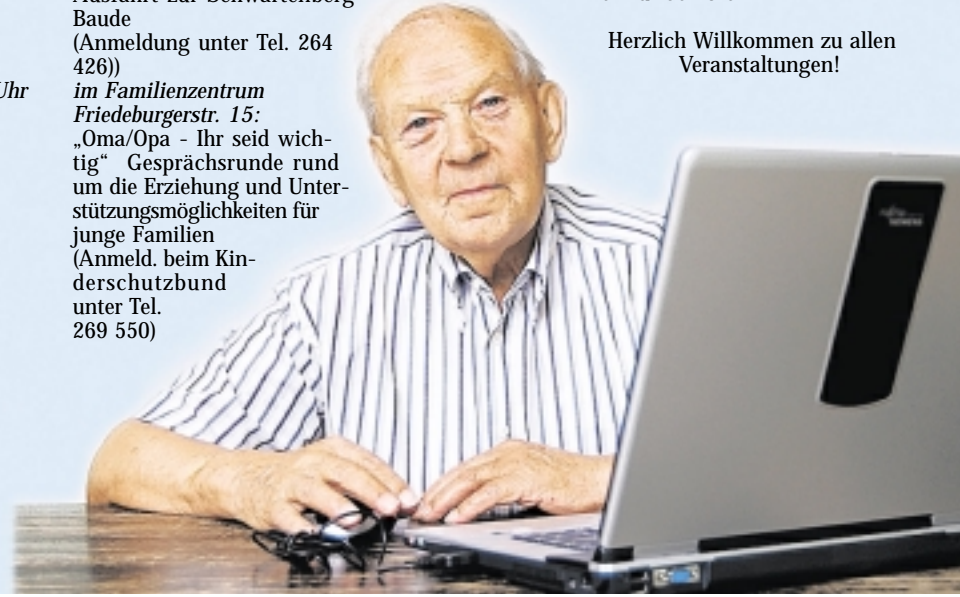 Baude
(Anmeldung unter Tel. 264
426))
Uhr im Familienzentrum
Friedeburgerstr. 15:
„Oma/Opa - Ihr seid wich-
tig“ Gesprächsrunde rund
um die Erziehung und Unter-
stützungsmöglichkeiten für
junge Familien
(Anmeld. beim Kin-
derschutzbund
unter Tel.
269 550)
Herzlich Willkommen zu allen
Veranstaltungen!